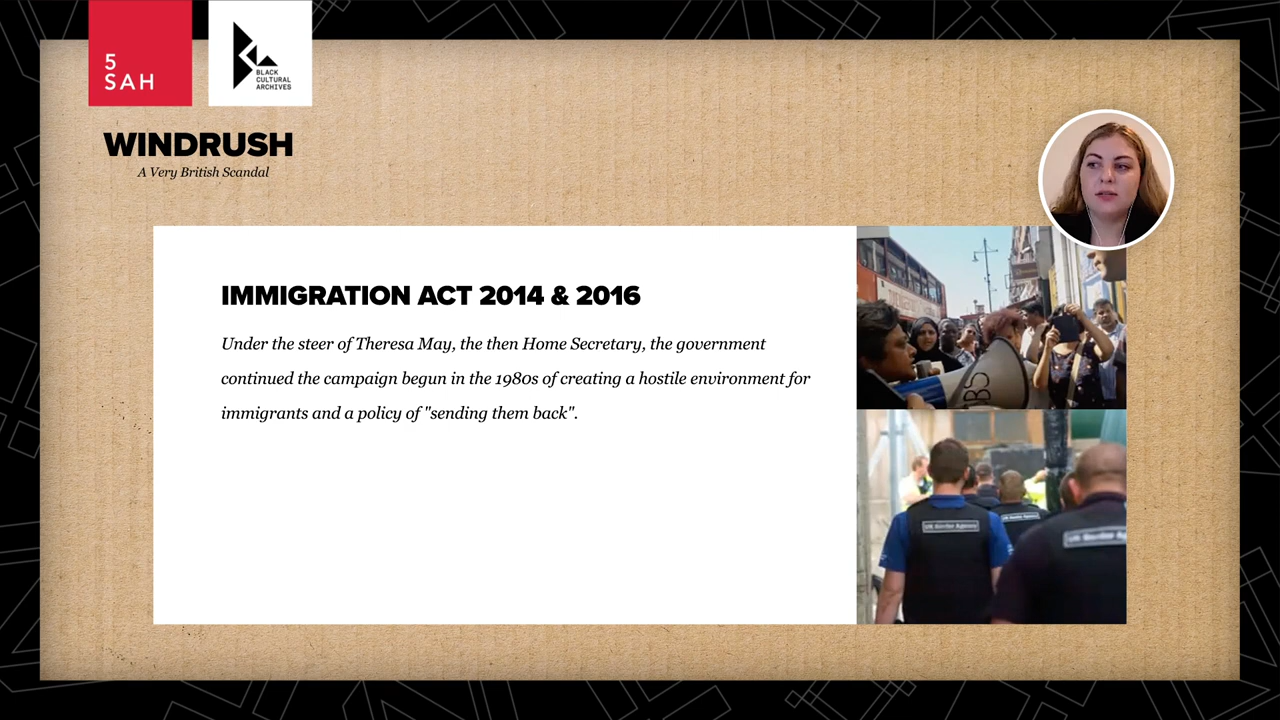 5
SAH
BLACK
CULTURAL
ARCHIVES
WINDRUSH
A Very British Scandal
IMMIGRATION ACT 2014 & 2016
Under the steer of Theresa May, the then Home Secretary, the government
continued the campaign begun in the 1980s of creating a hostile environment for
immigrants and a policy of "sending them back".
UK Border Agency